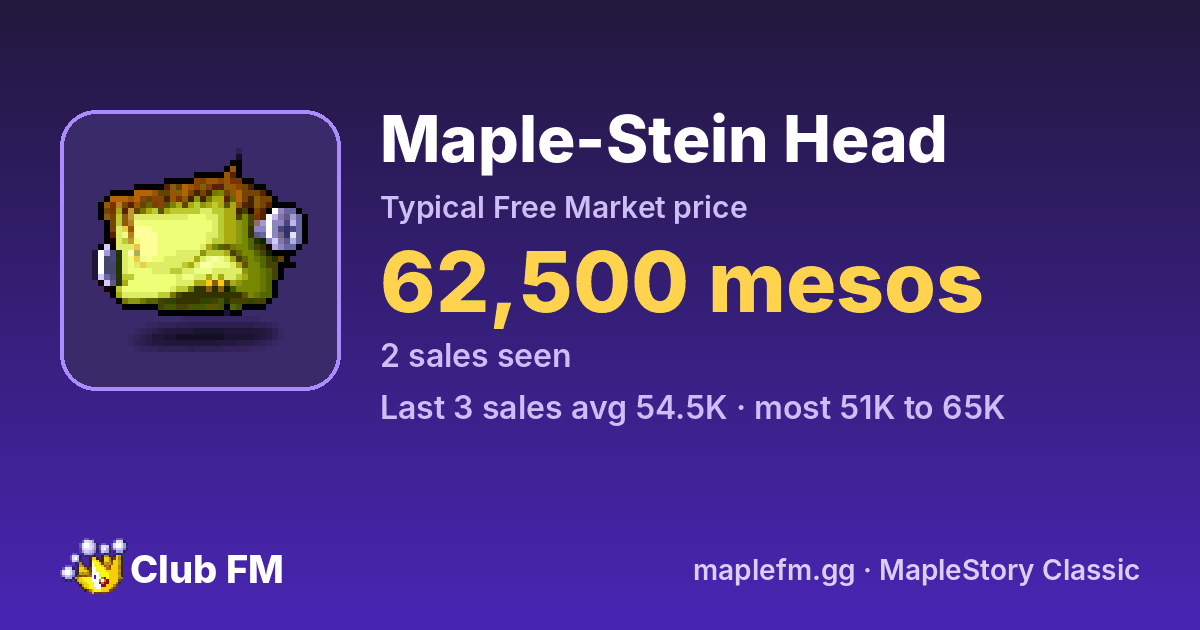 Maple-Stein Head
Typical Free Market price
62,500 mesos
2 sales seen
Last 3 sales avg 54.5K · most 51K to 65K
Club FM
maplefm.gg · MapleStory Classic